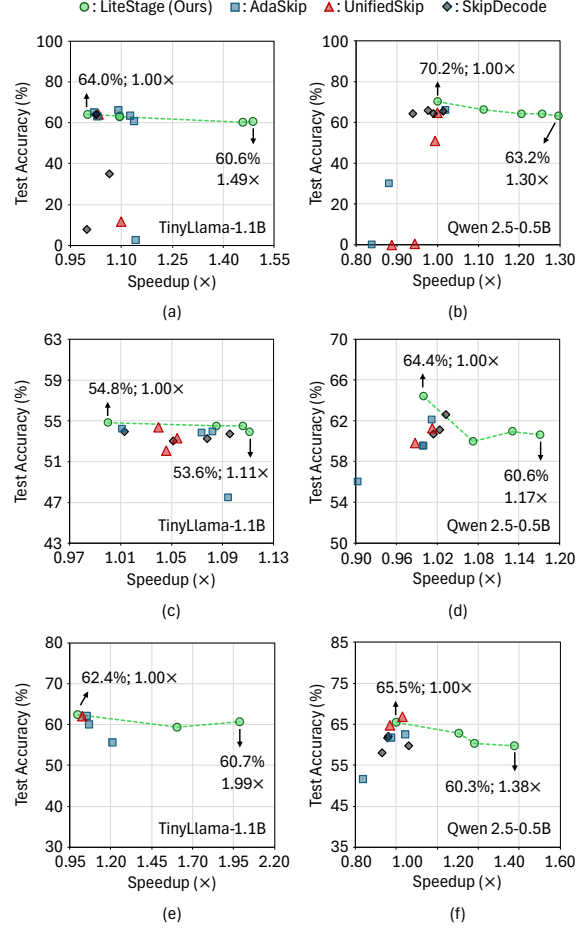 : LiteStage (Ours) : AdaSkip : UnifiedSkip : SkipDecode
100
80
60
40
20
0
Test Accuracy (%)
64.0%; 1.00×
60.6%
1.49×
TinyLlama-1.1B
0.95 1.10 1.25 1.40 1.55
Speedup (×)
(a)
100
80
60
40
20
0
Test Accuracy (%)
70.2%; 1.00×
63.2%
1.30×
Qwen 2.5-0.5B
0.80 0.90 1.00 1.10 1.20 1.30
Speedup (×)
(b)
63
59
55
51
47
43
Test Accuracy (%)
54.8%; 1.00×
53.6%; 1.11×
TinyLlama-1.1B
0.97 1.01 1.05 1.09 1.13
Speedup (×)
(c)
70
66
62
58
54
50
Test Accuracy (%)
64.4%; 1.00×
60.6%
1.17×
Qwen 2.5-0.5B
0.90 0.96 1.02 1.08 1.14 1.20
Speedup (×)
(d)
80
70
60
50
40
30
Test Accuracy (%)
62.4%; 1.00×
60.7%
1.99×
TinyLlama-1.1B
0.95 1.20 1.45 1.70 1.95 2.20
Speedup (×)
(e)
85
75
65
55
45
35
Test Accuracy (%)
65.5%; 1.00×
60.3%; 1.38×
Qwen 2.5-0.5B
0.80 1.00 1.20 1.40 1.60
Speedup (×)
(f)